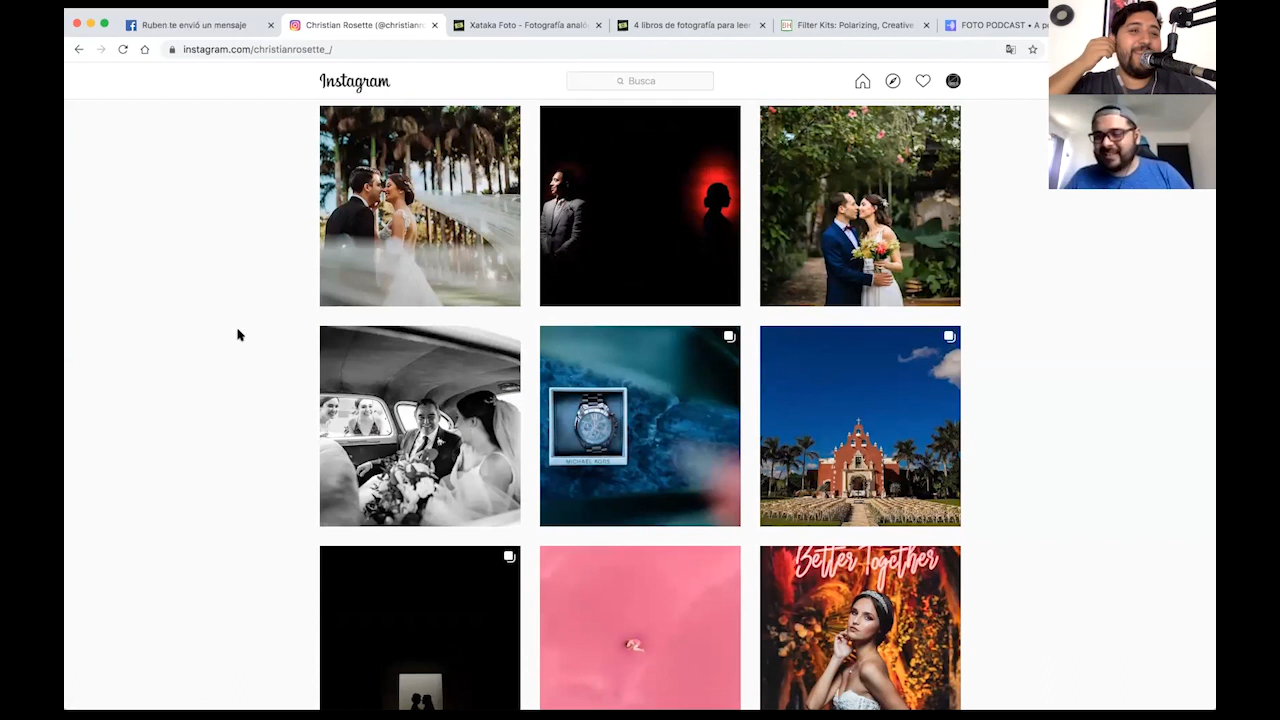 Ruben te envió un mensaje
Christian Rosette (@christianr
Xataka Foto - Fotografía analó
4 libros de fotografía para leer
BH
Filter Kits: Polarizing, Creative
FOTO PODCAST • A p
instagram.com/christianrosette_/
Instagram
Busca
MICHAEL KORS
Better Together